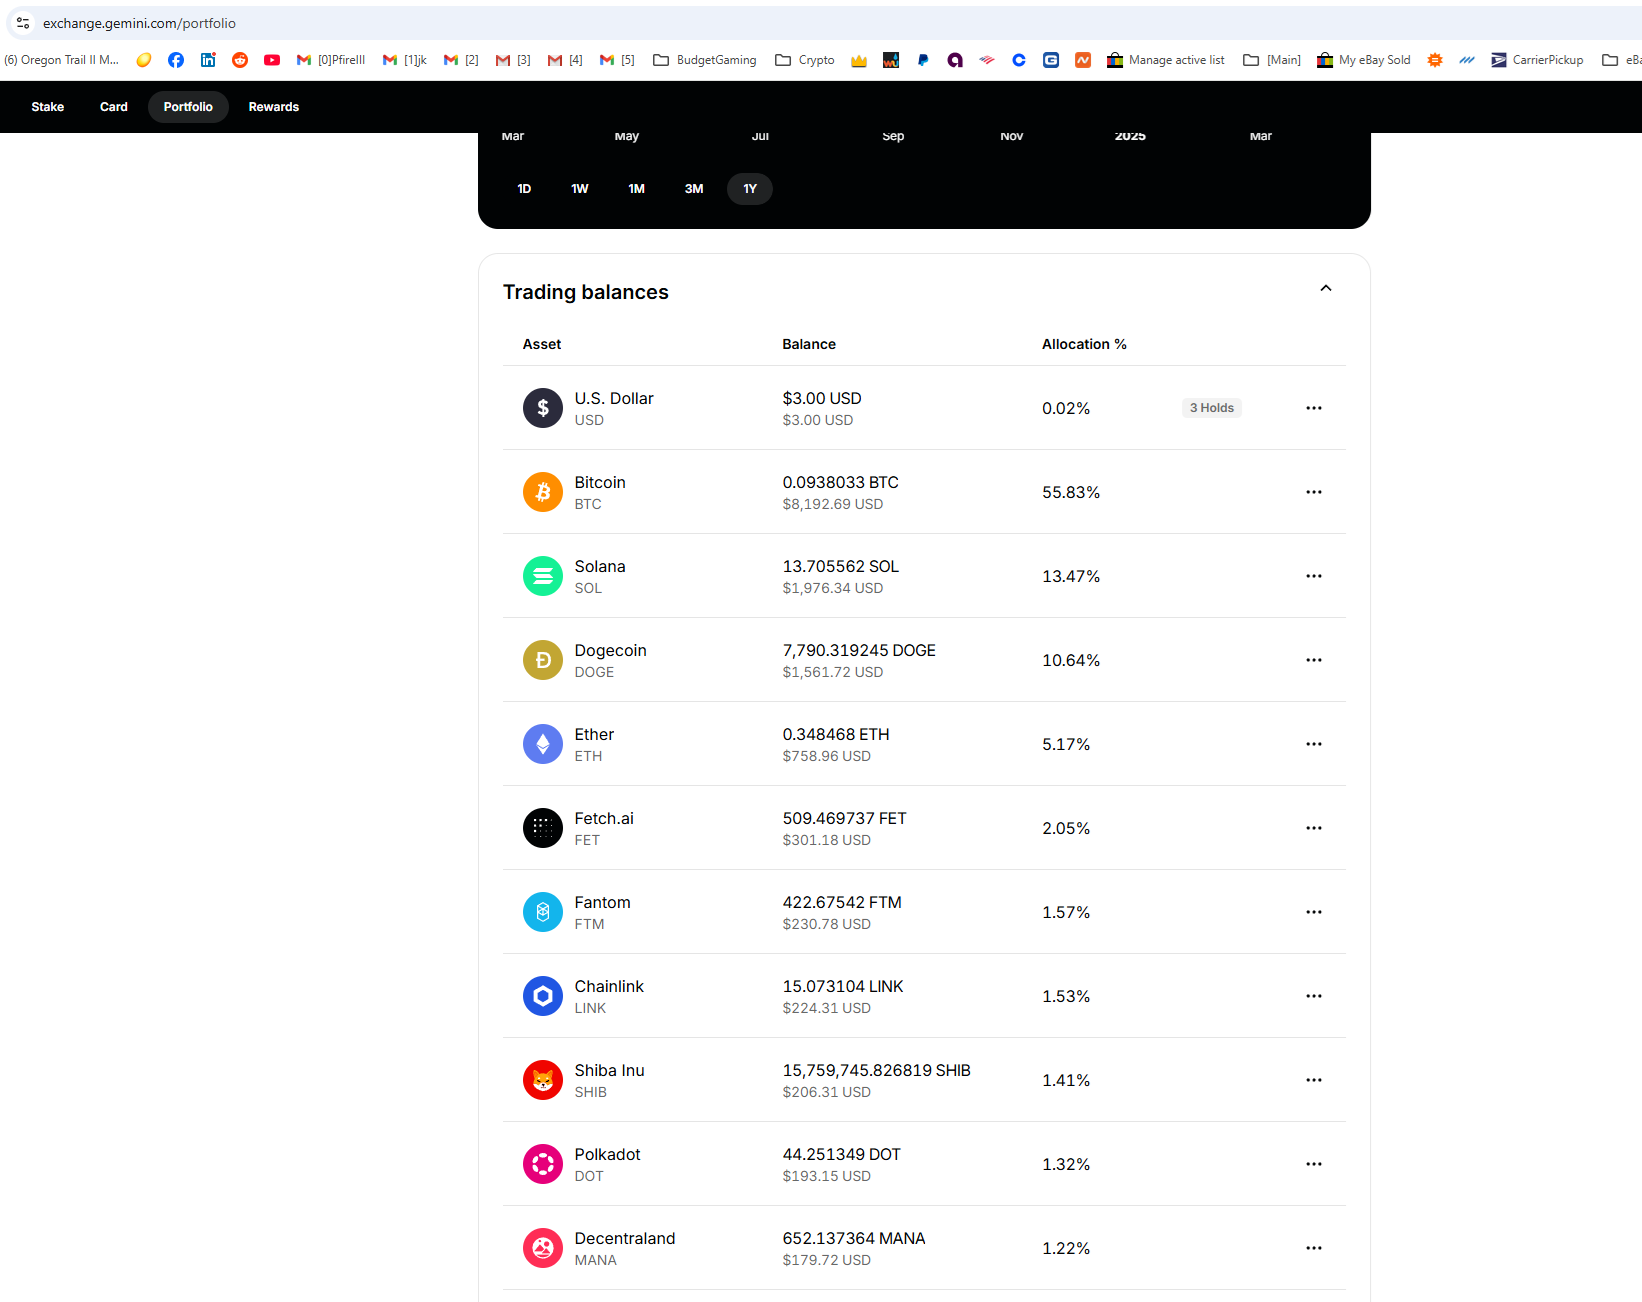 exchange.gemini.com/portfolio
(6) Oregon Trail II M... [0]Pfirelll [1]jk [2] [3] [4] [5] BudgetGaming Crypto Manage active list [Main] My eBay Sold CarrierPickup
Stake Card Portfolio Rewards
Mar May Jul Sep Nov 2025 Mar
1D 1W 1M 3M 1Y
Trading balances
Asset Balance Allocation %
U.S. Dollar $3.00 USD
USD $3.00 USD
0.02% 3 Holds
Bitcoin 0.0938033 BTC
BTC $8,192.69 USD
55.83%
Solana 13.705562 SOL
SOL $1,976.34 USD
13.47%
Dogecoin 7,790.319245 DOGE
DOGE $1,561.72 USD
10.64%
Ether 0.348468 ETH
ETH $758.96 USD
5.17%
Fetch.ai 509.469737 FET
FET $301.18 USD
2.05%
Fantom 422.67542 FTM
FTM $230.78 USD
1.57%
Chainlink 15.073104 LINK
LINK $224.31 USD
1.53%
Shiba Inu 15,759,745.826819 SHIB
SHIB $206.31 USD
1.41%
Polkadot 44.251349 DOT
DOT $193.15 USD
1.32%
Decentraland 652.137364 MANA
MANA $179.72 USD
1.22%